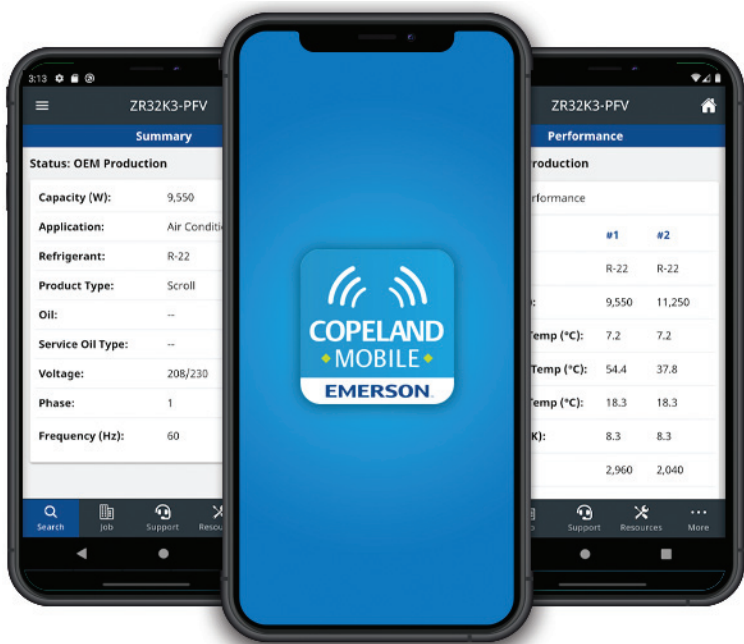 3:13
ZR32K3-PFV
Summary
Status: OEM Production
Capacity (W): 9,550
Application: Air
Refrigerant: R-22
Product Type: Scroll
Oil: --
Service Oil Type: --
Voltage: 208/230
Phase: 1
Frequency (Hz): 60
Search Job Support
COPELAND
MOBILE
EMERSON™
ZR32K3-PFV
Performance
roduction
rformance
#1 #2
R-22 R-22
9,550 11,250
Temp (°C): 7.2 7.2
Temp (°C): 54.4 37.8
Temp (°C): 18.3 18.3
K): 8.3 8.3
2,960 2,040
Support Resources More